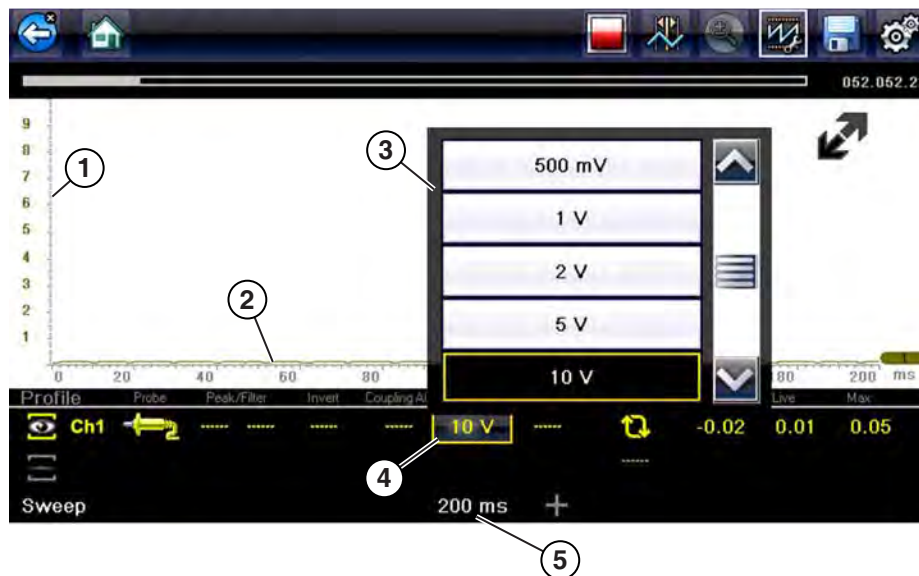 052.052.2
9
8
7
6
5
4
3
2
1
1
2
3
500 mV
1 V
2 V
5 V
10 V
0 20 40 60 80 80 200 ms
Profile Probe Peak/Filter Invert Coupling Live Max
Ch1 ----- ----- ----- ----- 10 V ----- -0.02 0.01 0.05
-----
4
Sweep 200 ms
5